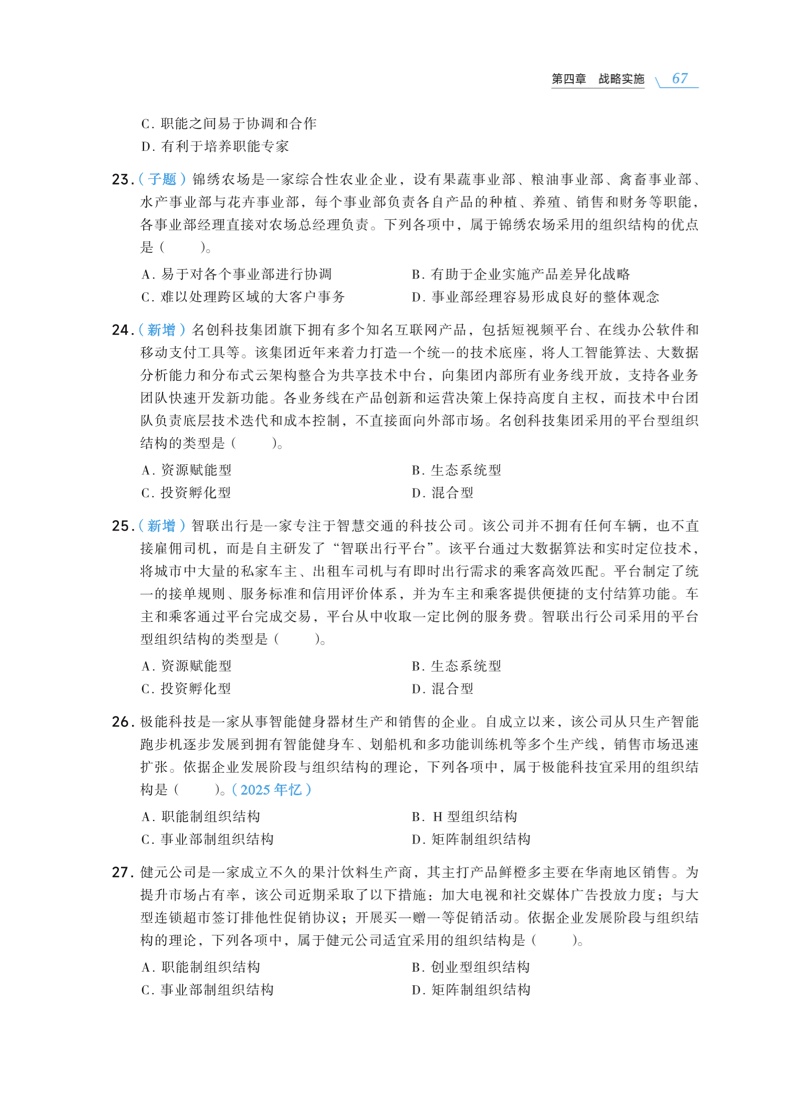 第四章 战略实施 67
C. 职能之间易于协调和合作
D. 有利于培养职能专家
23.（子题）锦绣农场是一家综合性农业企业，设有果蔬事业部、粮油事业部、禽畜事业部、
水产事业部与花卉事业部，每个事业部负责各自产品的种植、养殖、销售和财务等职能，
各事业部经理直接对农场总经理负责。下列各项中，属于锦绣农场采用的组织结构的优点
是（　　）。
A. 易于对各个事业部进行协调 B. 有助于企业实施产品差异化战略
C. 难以处理跨区域的大客户事务 D. 事业部经理容易形成良好的整体观念
24.（新增）名创科技集团旗下拥有多个知名互联网产品，包括短视频平台、在线办公软件和
移动支付工具等。该集团近年来着力打造一个统一的技术底座，将人工智能算法、大数据
分析能力和分布式云架构整合为共享技术中台，向集团内部所有业务线开放，支持各业务
团队快速开发新功能。各业务线在产品创新和运营决策上保持高度自主权，而技术中台团
队负责底层技术迭代和成本控制，不直接面向外部市场。名创科技集团采用的平台型组织
结构的类型是（　　）。
A. 资源赋能型 B. 生态系统型
C. 投资孵化型 D. 混合型
25.（新增）智联出行是一家专注于智慧交通的科技公司。该公司并不拥有任何车辆，也不直
接雇佣司机，而是自主研发了“智联出行平台”。该平台通过大数据算法和实时定位技术，
将城市中大量的私家车主、出租车司机与有即时出行需求的乘客高效匹配。平台制定了统
一的接单规则、服务标准和信用评价体系，并为车主和乘客提供便捷的支付结算功能。车
主和乘客通过平台完成交易，平台从中收取一定比例的服务费。智联出行公司采用的平台
型组织结构的类型是（　　）。
A. 资源赋能型 B. 生态系统型
C. 投资孵化型 D. 混合型
26. 极能科技是一家从事智能健身器材生产和销售的企业。自成立以来，该公司从只生产智能
跑步机逐步发展到拥有智能健身车、划船机和多功能训练机等多个生产线，销售市场迅速
扩张。依据企业发展阶段与组织结构的理论，下列各项中，属于极能科技宜采用的组织结
构是（　　）。（2025 年忆）
A. 职能制组织结构 B. H 型组织结构
C. 事业部制组织结构 D. 矩阵制组织结构
27. 健元公司是一家成立不久的果汁饮料生产商，其主打产品鲜橙多主要在华南地区销售。为
提升市场占有率，该公司近期采取了以下措施：加大电视和社交媒体广告投放力度；与大
型连锁超市签订排他性促销协议；开展买一赠一等促销活动。依据企业发展阶段与组织结
构的理论，下列各项中，属于健元公司适宜采用的组织结构是（　　）。
A. 职能制组织结构 B. 创业型组织结构
C. 事业部制组织结构 D. 矩阵制组织结构